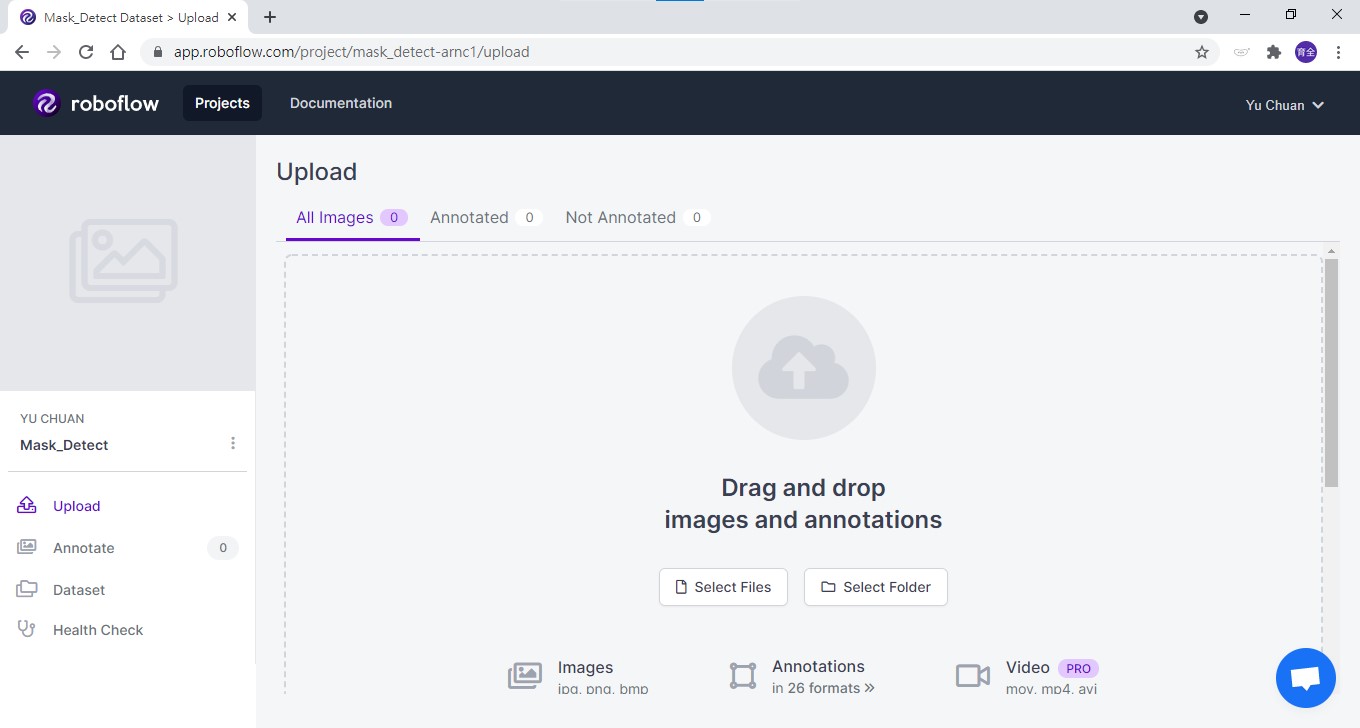 Mask_Detect Dataset > Upload
app.roboflow.com/project/mask_detect-arnc1/upload
育全
roboflow
Projects
Documentation
Yu Chuan
Upload
All Images 0
Annotated 0
Not Annotated 0
YU CHUAN
Mask_Detect
Upload
Annotate 0
Dataset
Health Check
Drag and drop
images and annotations
Select Files
Select Folder
Images
jpg, png, bmp
Annotations
in 26 formats »
Video PRO
mov, mp4, avi